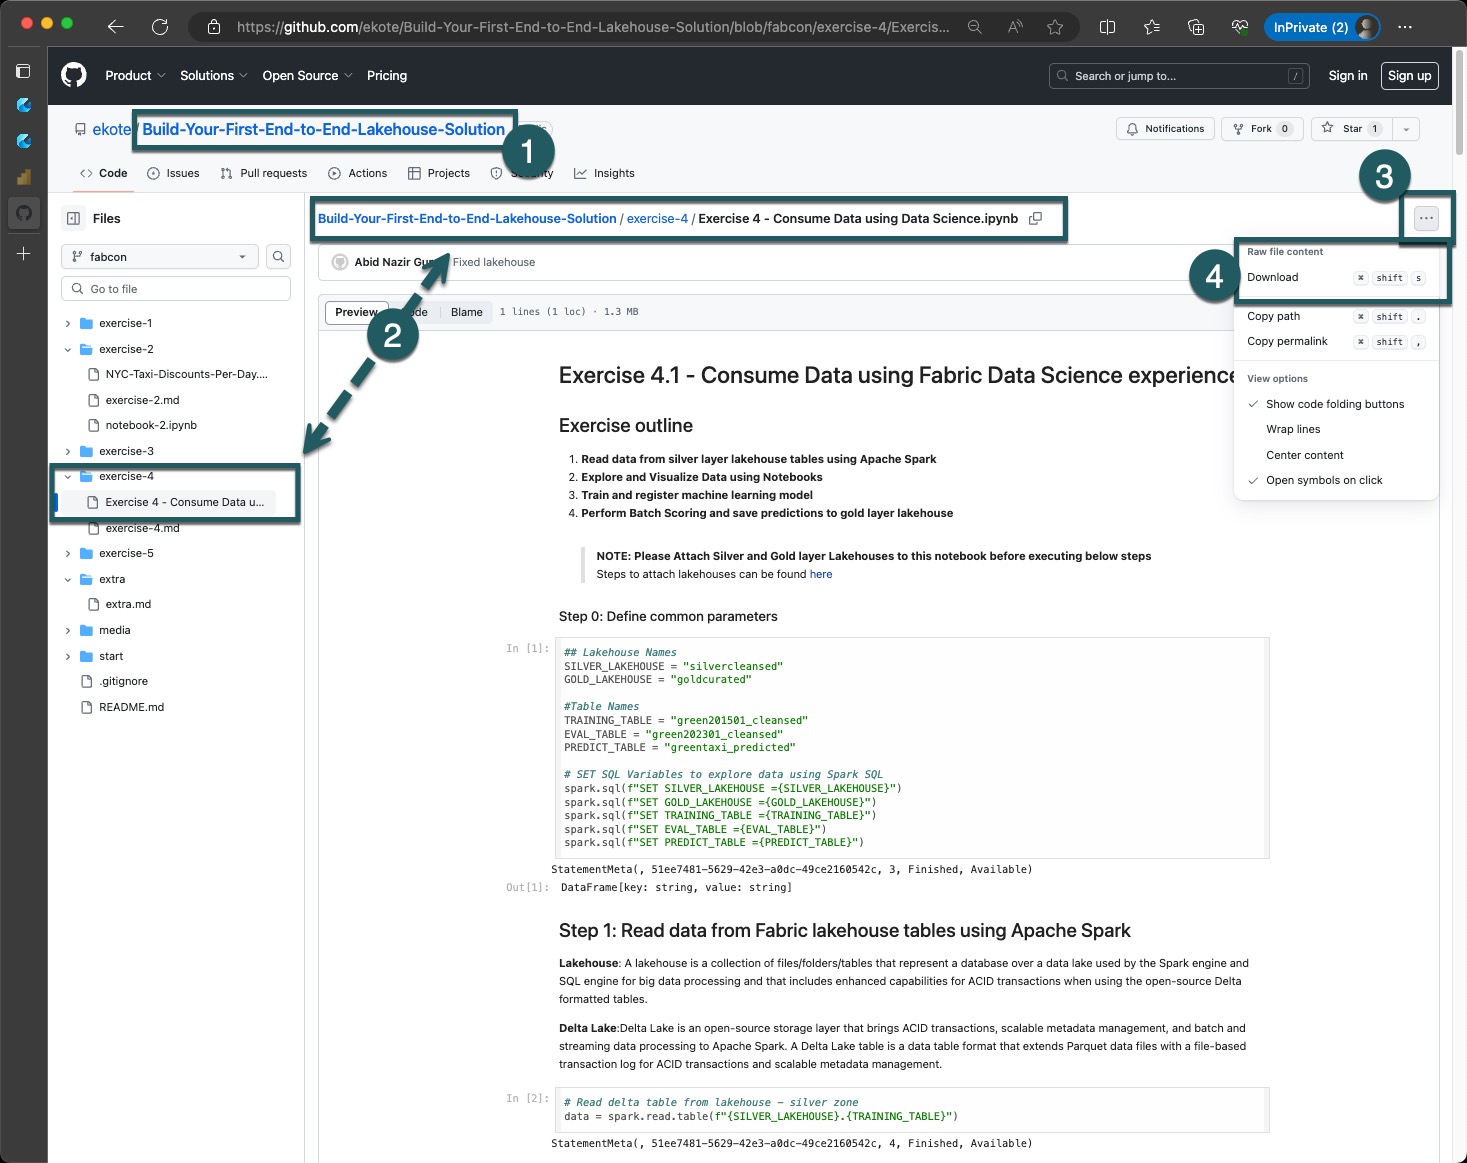 https://github.com/ekote/Build-Your-First-End-to-End-Lakehouse-Solution/blob/fabcon/exercise-4/Exercis...
InPrivate (2)
Product
Solutions
Open Source
Pricing
Search or jump to...
/
Sign in
Sign up
ekote/
Build-Your-First-End-to-End-Lakehouse-Solution
1
Notifications
Fork 0
Star 1
Code
Issues
Pull requests
Actions
Projects
Insights
3
Files
Build-Your-First-End-to-End-Lakehouse-Solution / exercise-4 / Exercise 4 - Consume Data using Data Science.ipynb
...
fabcon
Go to file
Abid Nazir
Fixed lakehouse
2
Preview
Blame
1 lines (1 loc) · 1.3 MB
4
Raw file content
Download
⌘ shift s
Copy path
⌘ shift .
Copy permalink
⌘ shift ,
View options
Show code folding buttons
Wrap lines
Center content
Open symbols on click
exercise-1
exercise-2
NYC-Taxi-Discounts-Per-Day....
exercise-2.md
notebook-2.ipynb
exercise-3
exercise-4
Exercise 4 - Consume Data u...
exercise-4.md
exercise-5
extra
extra.md
media
start
.gitignore
README.md
Exercise 4.1 - Consume Data using Fabric Data Science experience
Exercise outline
1. Read data from silver layer lakehouse tables using Apache Spark
2. Explore and Visualize Data using Notebooks
3. Train and register machine learning model
4. Perform Batch Scoring and save predictions to gold layer lakehouse
NOTE: Please Attach Silver and Gold layer Lakehouses to this notebook before executing below steps
Steps to attach lakehouses can be found here
Step 0: Define common parameters
In [1]:
## Lakehouse Names
SILVER_LAKEHOUSE = "silvercleansed"
GOLD_LAKEHOUSE = "goldcurated"
#Table Names
TRAINING_TABLE = "green201501_cleansed"
EVAL_TABLE = "green202301_cleansed"
PREDICT_TABLE = "greentaxi_predicted"
# SET SQL Variables to explore data using Spark SQL
spark.sql(f"SET SILVER_LAKEHOUSE ={SILVER_LAKEHOUSE}")
spark.sql(f"SET GOLD_LAKEHOUSE ={GOLD_LAKEHOUSE}")
spark.sql(f"SET TRAINING_TABLE ={TRAINING_TABLE}")
spark.sql(f"SET EVAL_TABLE ={EVAL_TABLE}")
spark.sql(f"SET PREDICT_TABLE ={PREDICT_TABLE}")
StatementMeta(, 51ee7481-5629-42e3-a0dc-49ce2160542c, 3, Finished, Available)
Out[1]: DataFrame[key: string, value: string]
Step 1: Read data from Fabric lakehouse tables using Apache Spark
Lakehouse: A lakehouse is a collection of files/folders/tables that represent a database over a data lake used by the Spark engine and
SQL engine for big data processing and that includes enhanced capabilities for ACID transactions when using the open-source Delta
formatted tables.
Delta Lake:Delta Lake is an open-source storage layer that brings ACID transactions, scalable metadata management, and batch and
streaming data processing to Apache Spark. A Delta Lake table is a data table format that extends Parquet data files with a file-based
transaction log for ACID transactions and scalable metadata management.
In [2]:
# Read delta table from lakehouse - silver zone
data = spark.read.table(f"{SILVER_LAKEHOUSE}.{TRAINING_TABLE}")
StatementMeta(, 51ee7481-5629-42e3-a0dc-49ce2160542c, 4, Finished, Available)